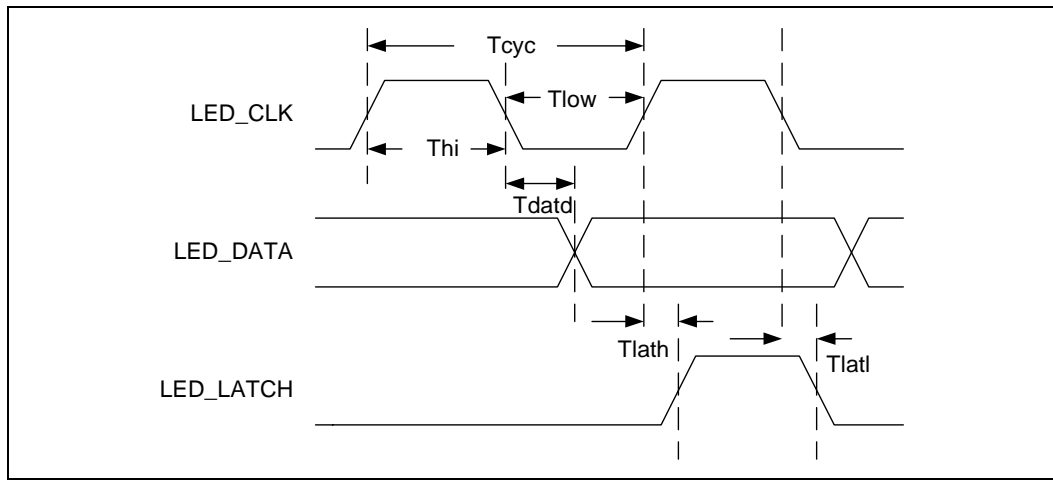 Tcyc
LED_CLK
Tlow
Thi
Tdatd
LED_DATA
Tlath
Tlatl
LED_LATCH